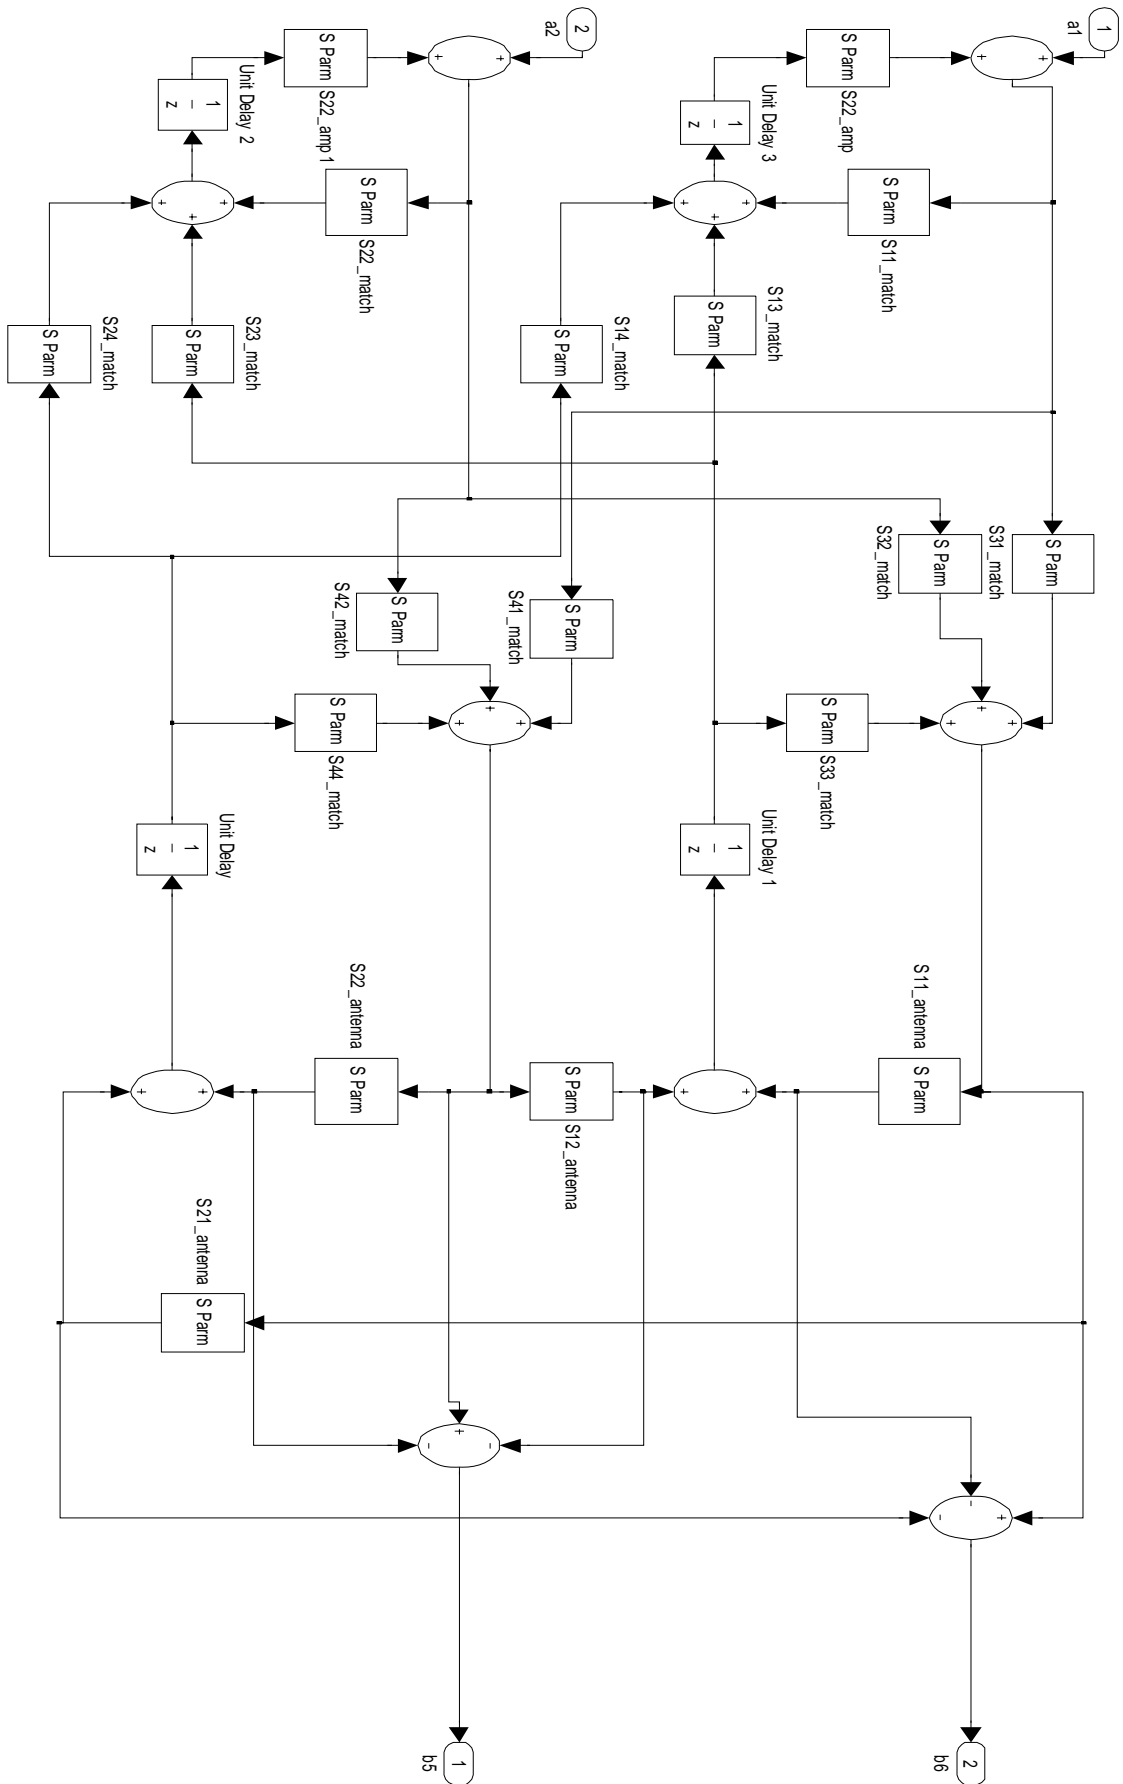 1
a1
+
+
S Parm
S22_amp
1
z
Unit Delay 3
S Parm
S11_match
+
+
+
S Parm
S13_match
S Parm
S14_match
S Parm
S31_match
S Parm
S32_match
+
+
+
S Parm
S33_match
1
z
Unit Delay 1
S11_antenna
S Parm
+
+
S Parm
S12_antenna
+
-
-
2
b6
2
a2
+
+
S Parm
S22_amp 1
1
z
Unit Delay 2
S Parm
S22_match
+
+
+
S Parm
S23_match
S Parm
S24_match
S Parm
S41_match
S Parm
S42_match
+
+
+
S Parm
S44_match
1
z
Unit Delay
S22_antenna
S Parm
+
+
S21_antenna
S Parm
-
+
-
1
b5